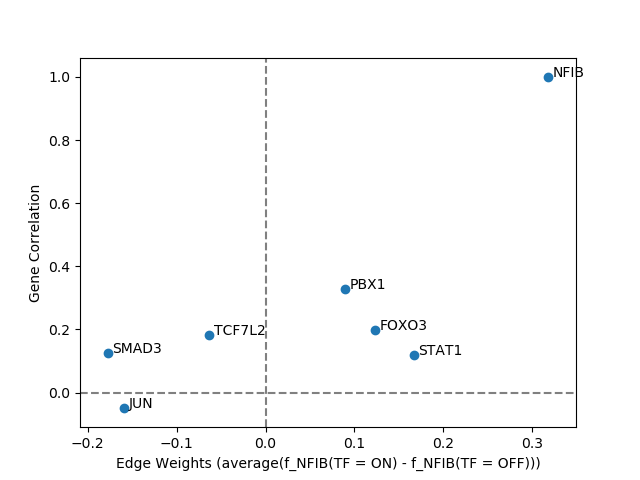 1.0
0.8
0.6
0.4
0.2
0.0
Gene Correlation
NFIB
PBX1
FOXO3
TCF7L2
STAT1
SMAD3
JUN
−0.2 −0.1 0.0 0.1 0.2 0.3
Edge Weights (average(f_NFIB(TF = ON) - f_NFIB(TF = OFF)))